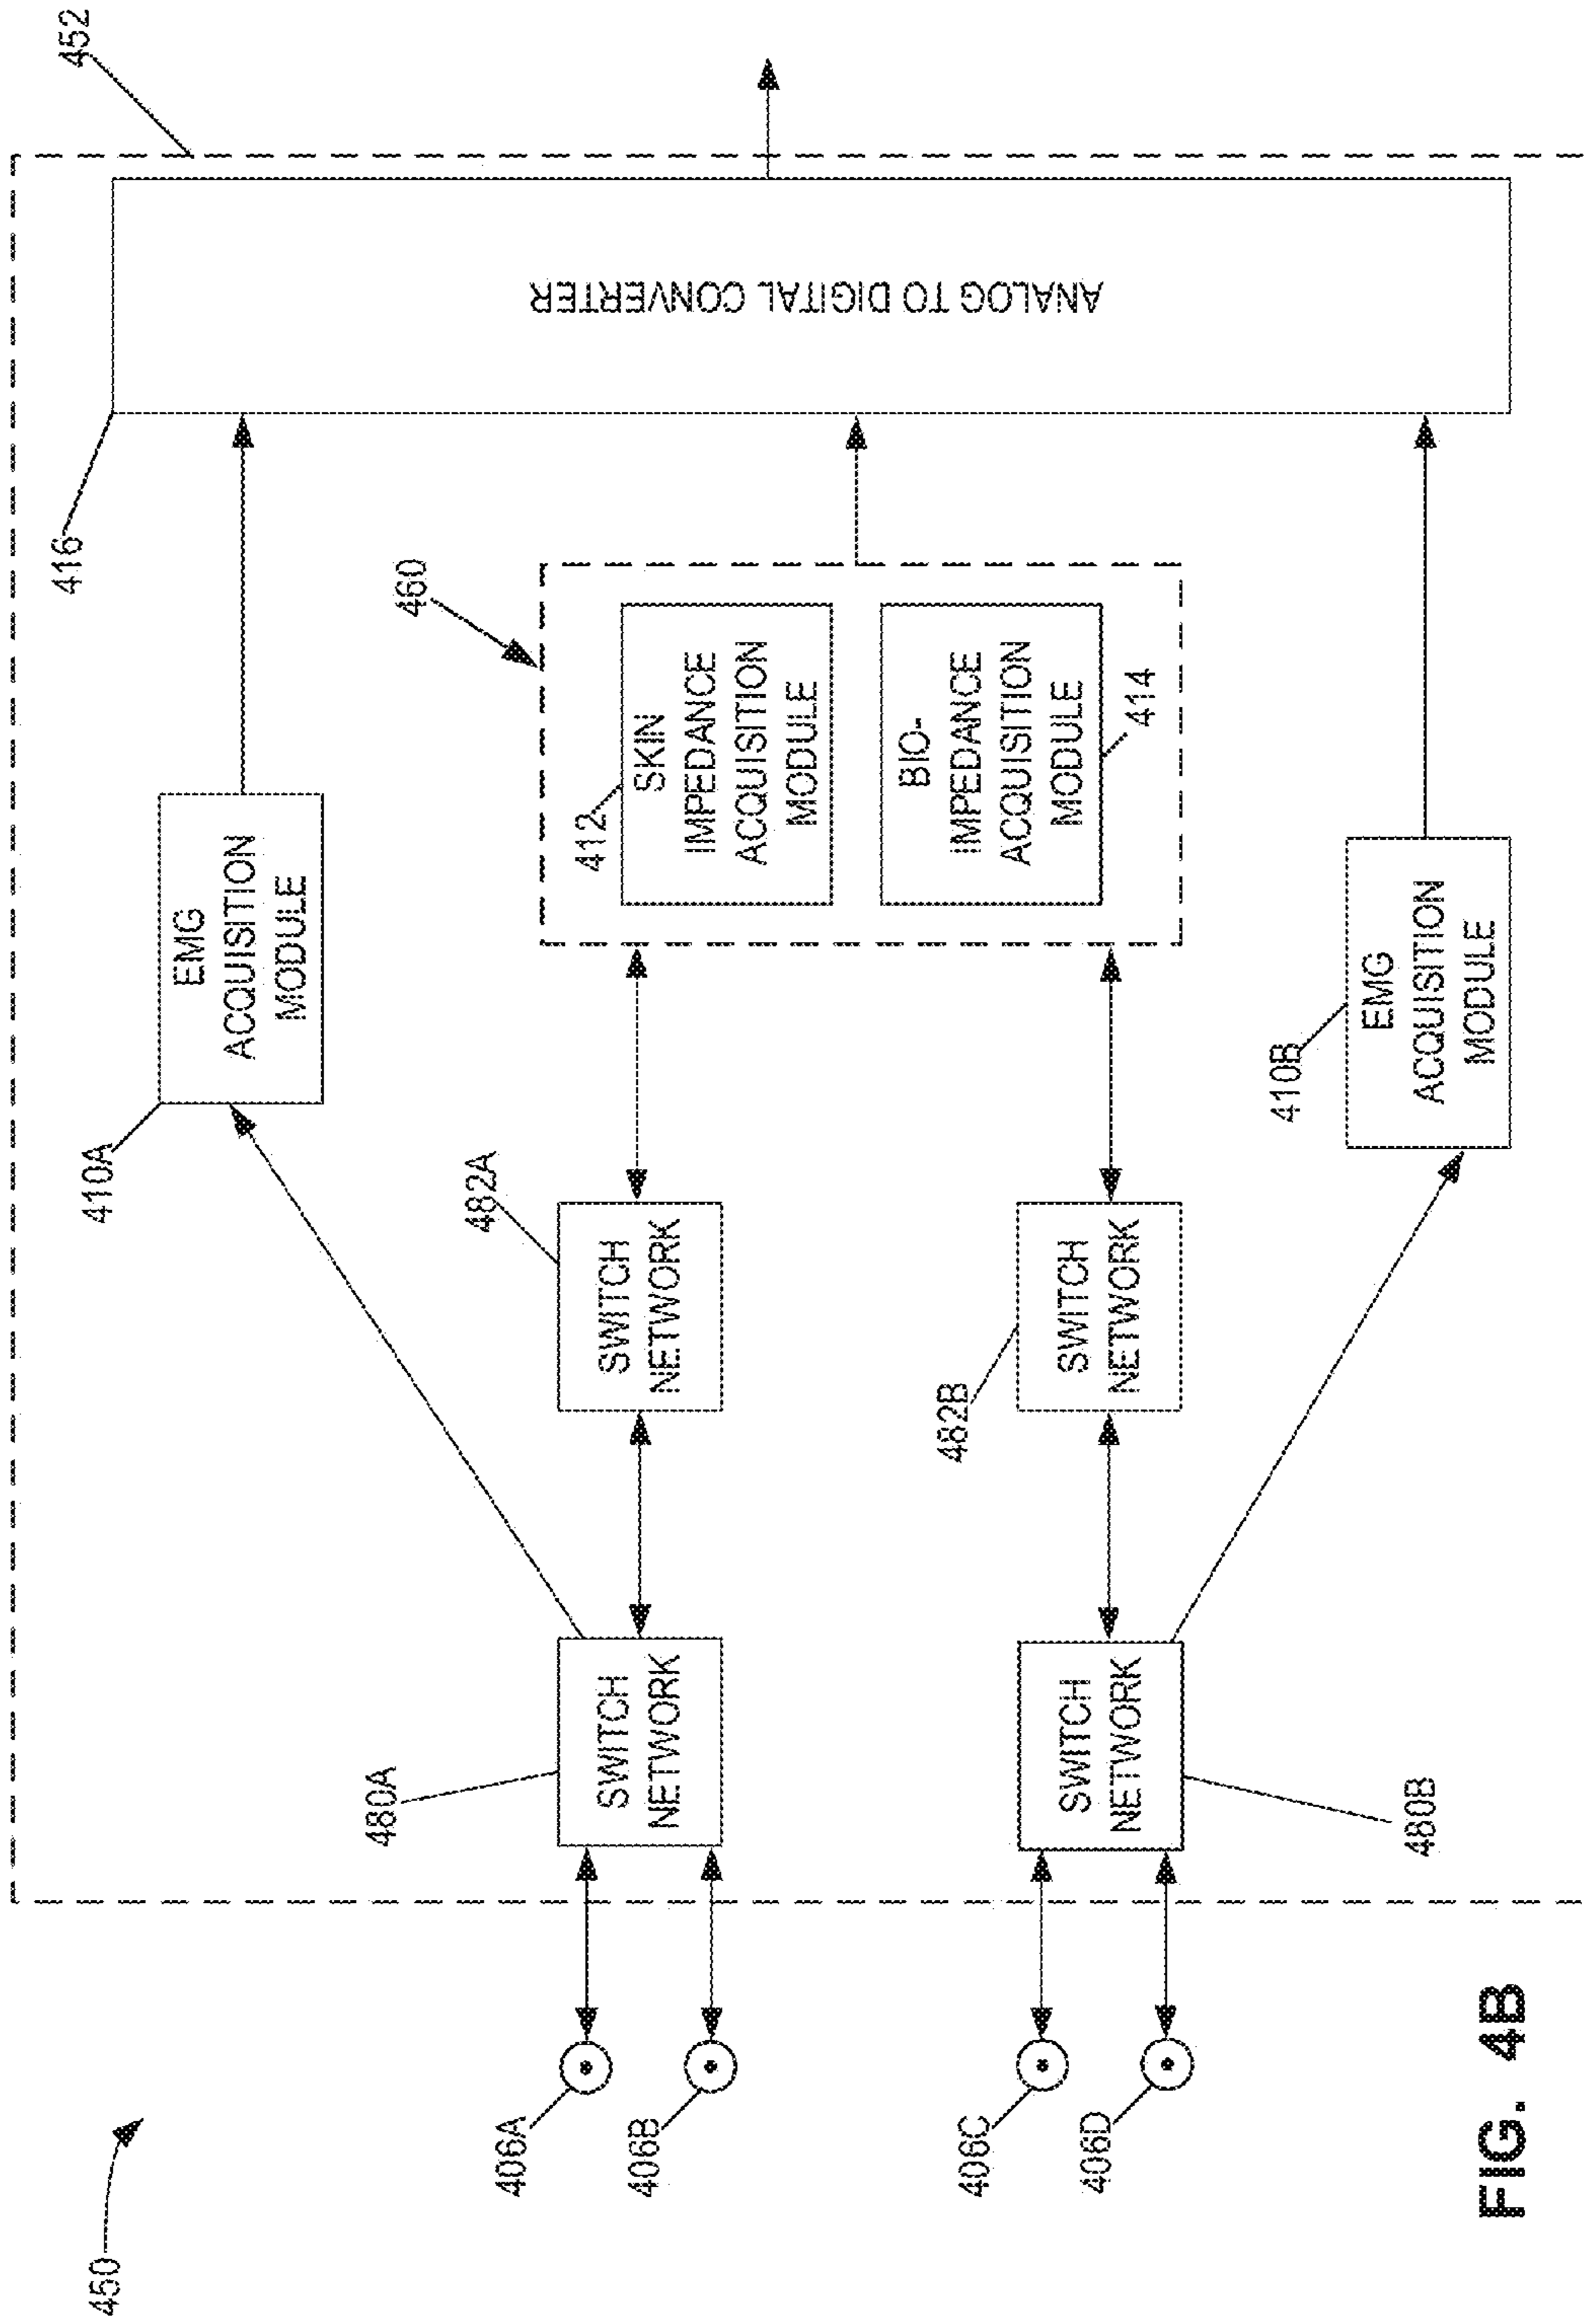 450
452
416
ANALOG TO DIGITAL CONVERTER
410A
EMG
ACQUISITION
MODULE
460
412
SKIN
IMPEDANCE
ACQUISITION
MODULE
BIO-
IMPEDANCE
ACQUISITION
MODULE
414
482A
SWITCH
NETWORK
482B
SWITCH
NETWORK
410B
EMG
ACQUISITION
MODULE
480A
SWITCH
NETWORK
SWITCH
NETWORK
480B
406A
406B
406C
406D
FIG. 4B